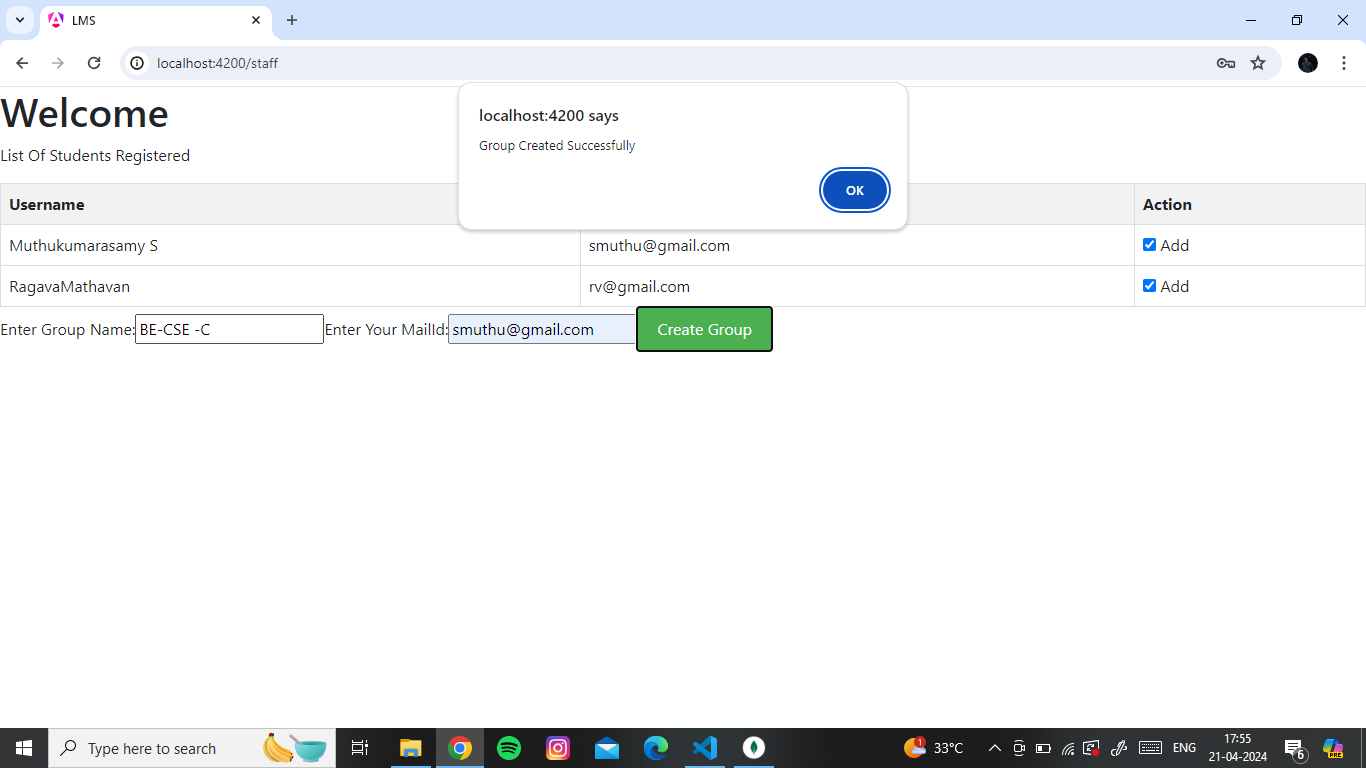 LMS
localhost:4200/staff
Welcome
localhost:4200 says
Group Created Successfully
OK
List Of Students Registered
Username
Action
Muthukumarasamy S
smuthu@gmail.com
Add
RagavaMathavan
rv@gmail.com
Add
Enter Group Name:
BE-CSE -C
Enter Your MailId:
smuthu@gmail.com
Create Group
Type here to search
1
33°C
ENG
17:55
21-04-2024
6
PRE